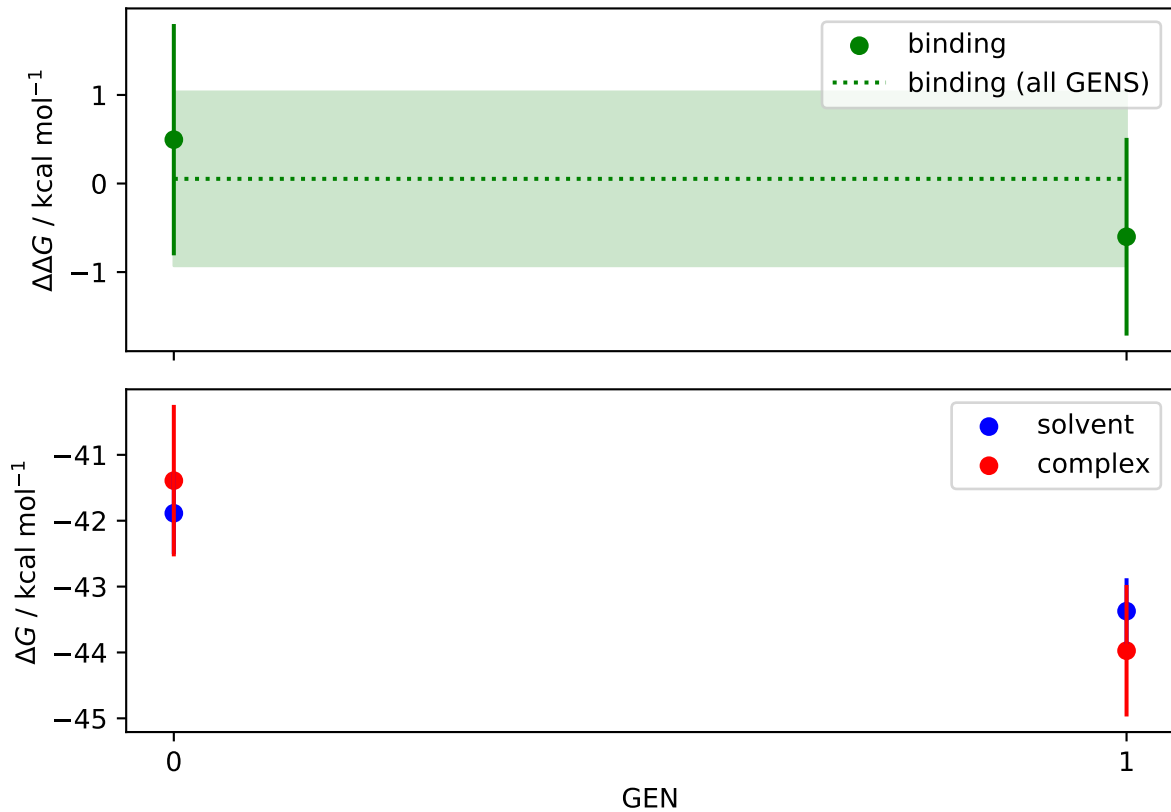 binding
binding (all GENS)
1
0
−1
ΔΔG / kcal mol⁻¹
solvent
complex
−41
−42
−43
−44
−45
ΔG / kcal mol⁻¹
0
1
GEN